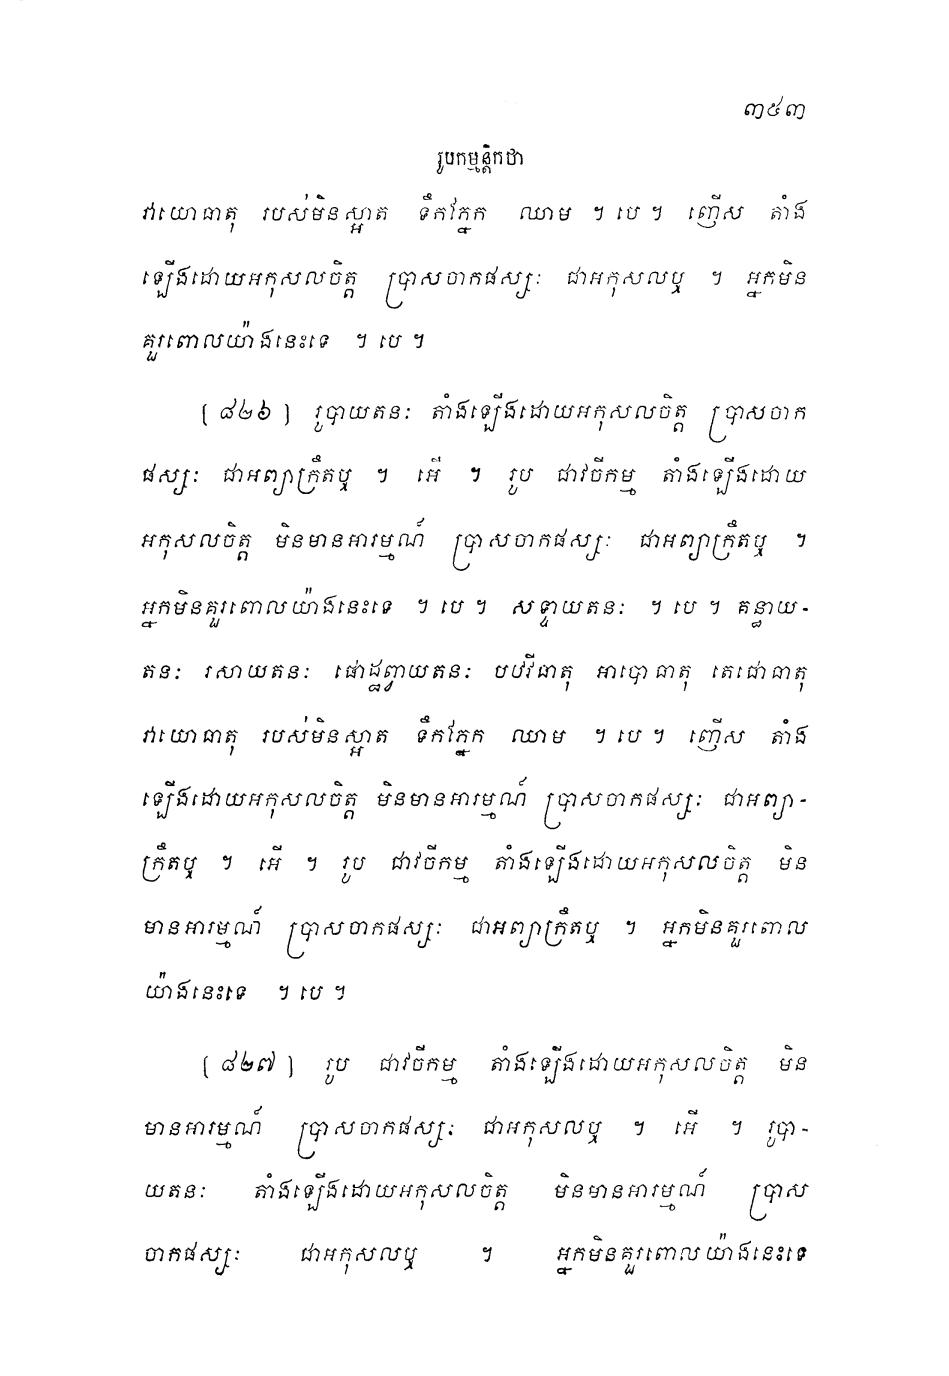 ៣៥៣
រូបកម្មន្តិកថា
វាយោធាតុ របស់មិនស្អាត ទឹកភ្នែក ឈាម ។ បេ ។ ញើស តាំង
ឡើងដោយអកុសលចិត្ត ប្រាសចាកផស្សៈ ជាអកុសលឬ ។ អ្នកមិន
គួរពោលយ៉ាងនេះទេ ។ បេ ។
(៨២៦) រូបាយតនៈ តាំងឡើងដោយអកុសលចិត្ត ប្រាសចាក
ផស្សៈ ជាអព្យាក្រឹតឬ ។ អើ ។ រូប ជាវចីកម្ម តាំងឡើងដោយ
អកុសលចិត្ត មិនមានអារម្មណ៍ ប្រាសចាកផស្សៈ ជាអព្យាក្រឹតឬ ។
អ្នកមិនគួរពោលយ៉ាងនេះទេ ។ បេ ។ សទ្ទាយតនៈ ។ បេ ។ គន្ធាយ-
តនៈ រសាយតនៈ ផោដ្ឋព្វាយតនៈ បឋវីធាតុ អាបោធាតុ តេជោធាតុ
វាយោធាតុ របស់មិនស្អាត ទឹកភ្នែក ឈាម ។ បេ ។ ញើស តាំង
ឡើងដោយអកុសលចិត្ត មិនមានអារម្មណ៍ ប្រាសចាកផស្សៈ ជាអព្យា-
ក្រឹតឬ ។ អើ ។ រូប ជាវចីកម្ម តាំងឡើងដោយអកុសលចិត្ត មិន
មានអារម្មណ៍ ប្រាសចាកផស្សៈ ជាអព្យាក្រឹតឬ ។ អ្នកមិនគួរពោល
យ៉ាងនេះទេ ។ បេ ។
(៨២៧) រូប ជាវចីកម្ម តាំងឡើងដោយអកុសលចិត្ត មិន
មានអារម្មណ៍ ប្រាសចាកផស្សៈ ជាអកុសលឬ ។ អើ ។ រូបា-
យតនៈ តាំងឡើងដោយអកុសលចិត្ត មិនមានអារម្មណ៍ ប្រាស
ចាកផស្សៈ ជាអកុសលឬ ។ អ្នកមិនគួរពោលយ៉ាងនេះទេ